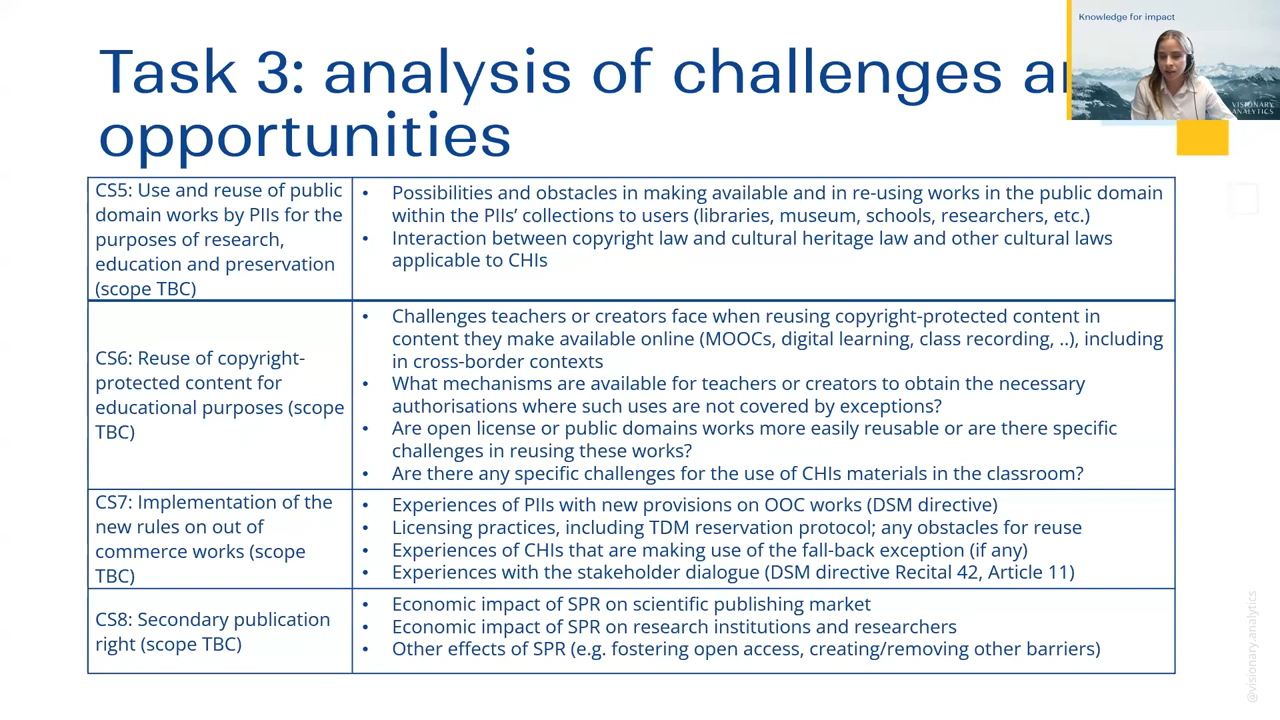 Knowledge for impact
Task 3: analysis of challenges a
opportunities
VISIONARY
ANALYTICS
CS5: Use and reuse of public
domain works by PIIs for the
purposes of research,
education and preservation
(scope TBC)
• Possibilities and obstacles in making available and in re-using works in the public domain
within the PIIs’ collections to users (libraries, museum, schools, researchers, etc.)
• Interaction between copyright law and cultural heritage law and other cultural laws
applicable to CHIs
CS6: Reuse of copyright-
protected content for
educational purposes (scope
TBC)
• Challenges teachers or creators face when reusing copyright-protected content in
content they make available online (MOOCs, digital learning, class recording, ..), including
in cross-border contexts
• What mechanisms are available for teachers or creators to obtain the necessary
authorisations where such uses are not covered by exceptions?
• Are open license or public domains works more easily reusable or are there specific
challenges in reusing these works?
• Are there any specific challenges for the use of CHIs materials in the classroom?
CS7: Implementation of the
new rules on out of
commerce works (scope
TBC)
• Experiences of PIIs with new provisions on OOC works (DSM directive)
• Licensing practices, including TDM reservation protocol; any obstacles for reuse
• Experiences of CHIs that are making use of the fall-back exception (if any)
• Experiences with the stakeholder dialogue (DSM directive Recital 42, Article 11)
CS8: Secondary publication
right (scope TBC)
• Economic impact of SPR on scientific publishing market
• Economic impact of SPR on research institutions and researchers
• Other effects of SPR (e.g. fostering open access, creating/removing other barriers)
@visionary.analytics